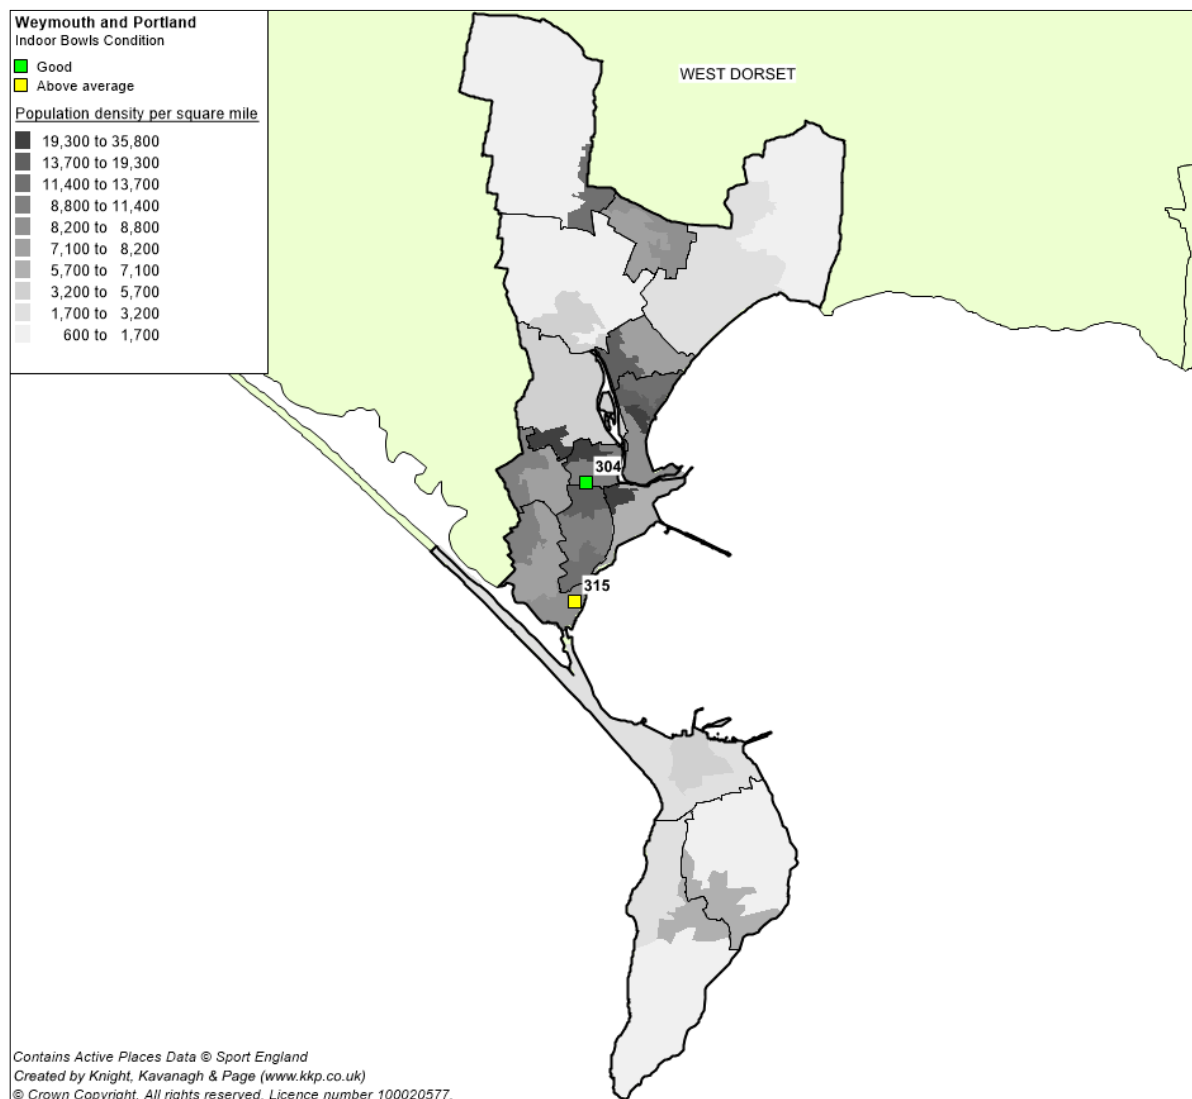 Weymouth and Portland
Indoor Bowls Condition
Good
Above average
Population density per square mile
19,300 to 35,800
13,700 to 19,300
11,400 to 13,700
8,800 to 11,400
8,200 to 8,800
7,100 to 8,200
5,700 to 7,100
3,200 to 5,700
1,700 to 3,200
600 to 1,700
WEST DORSET
304
315
Contains Active Places Data © Sport England
Created by Knight, Kavanagh & Page (www.kkp.co.uk)
© Crown Copyright. All rights reserved. Licence number 100020577.